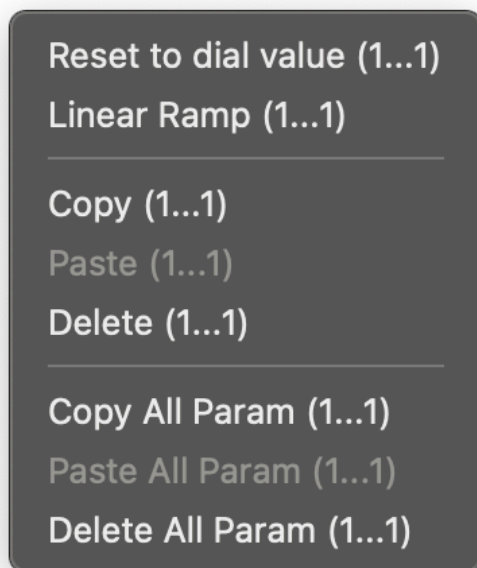 Reset to dial value (1...1)
Linear Ramp (1...1)
Copy (1...1)
Paste (1...1)
Delete (1...1)
Copy All Param (1...1)
Paste All Param (1...1)
Delete All Param (1...1)